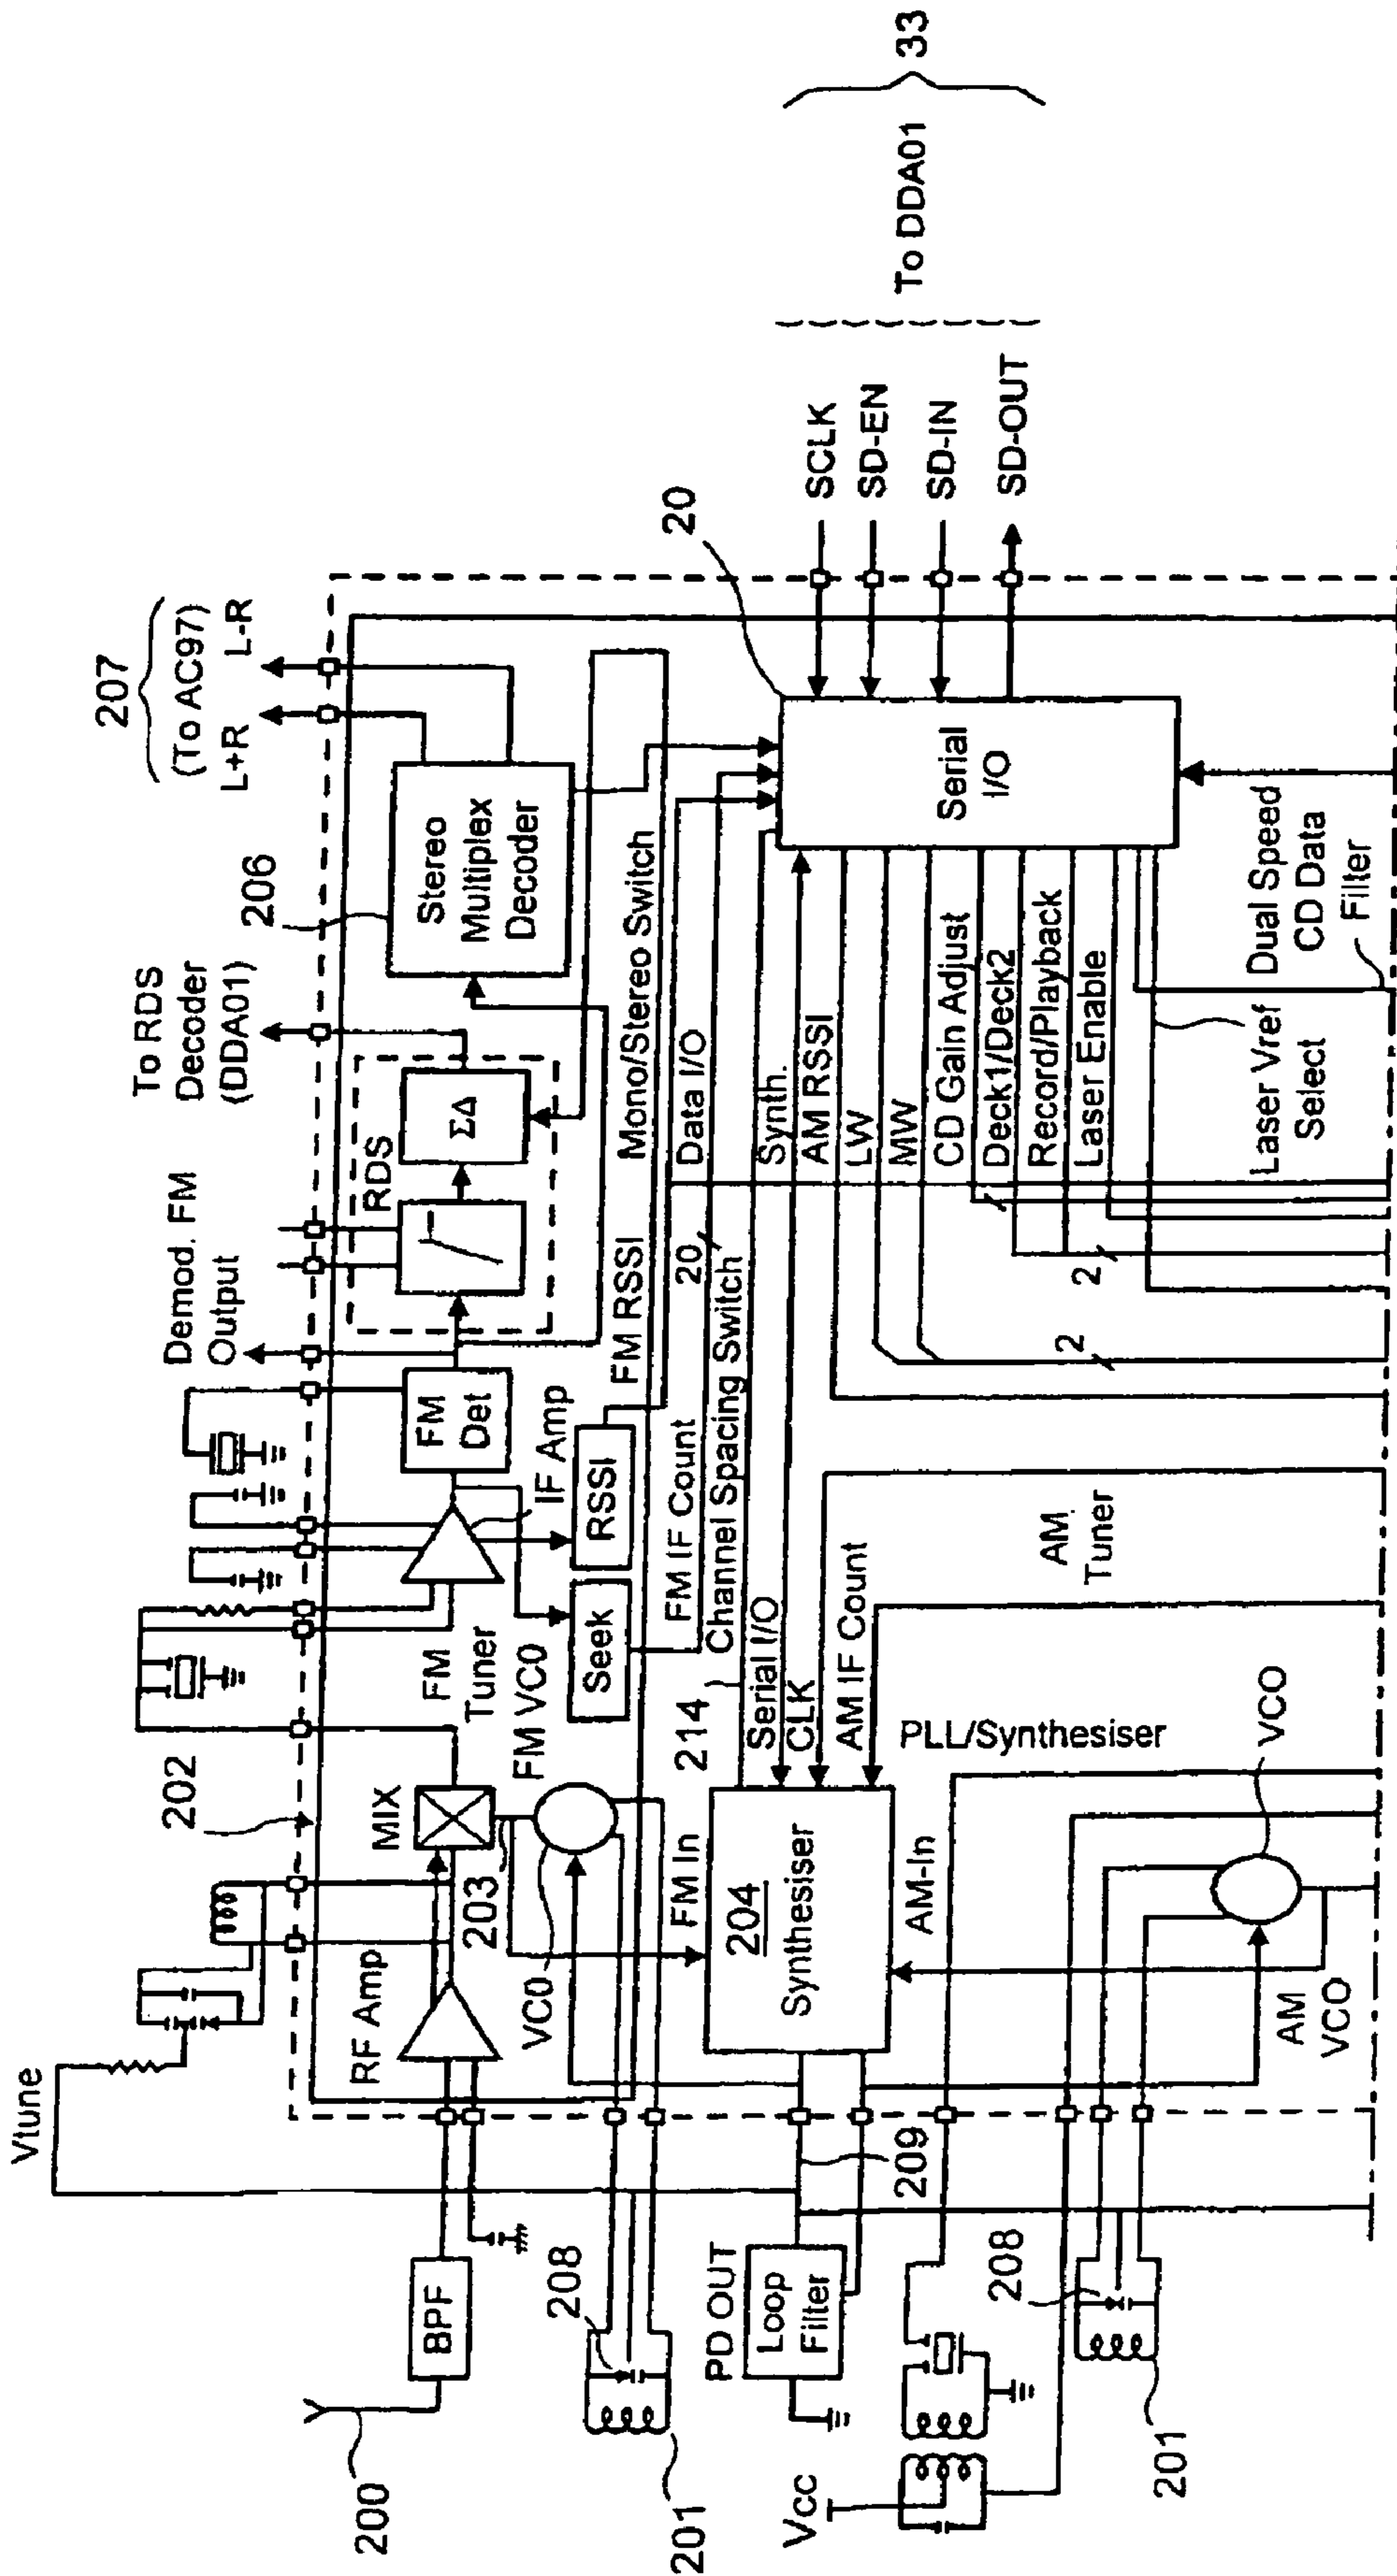 Vtune
200
BPF
RF Amp
202
MIX
203
VC0
FM VC0
FM
Tuner
IF Amp
Seek
RSSI
FM
Det
Demod. FM
Output
RDS
ΣΔ
To RDS
Decoder
(DDA01)
206
Stereo
Multiplex
Decoder
207
(To AC97)
L+R
L-R
208
201
FM RSSI
Mono/Stereo Switch
FM IF Count
20
Data I/O
Channel Spacing Switch
214
Serial I/O
Synth.
CLK
AM RSSI
AM IF Count
LW
MW
CD Gain Adjust
Deck1/Deck2
Record/Playback
Laser Enable
20
Serial
I/O
SCLK
SD-EN
SD-IN
SD-OUT
To DDA01
33
PD OUT
Loop
Filter
209
FM In
204
Synthesiser
AM-In
PLL/Synthesiser
AM
Tuner
2
2
Laser Vref
Select
Dual Speed
CD Data
Filter
Vcc
208
201
AM
VCO
VCO